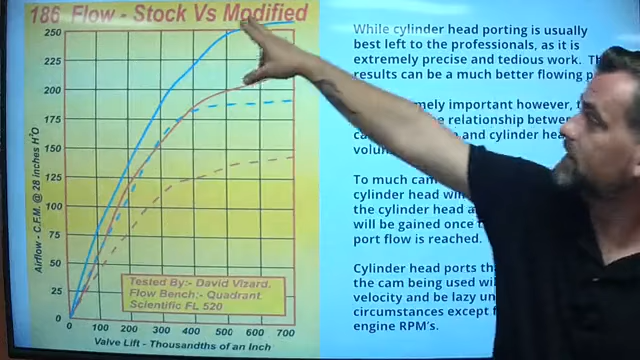 186 Flow - Stock Vs Modified
250
225
200
175
150
125
100
75
50
25
0
Airflow - C.F.M. @ 28 inches H²O
Tested By:- David Vizard.
Flow Bench:- Quadrant
Scientific FL 520
0 100 200 300 400 500 600 700
Valve Lift - Thousandths of an Inch
While cylinder head porting is usually
best left to the professionals, as it is
extremely precise and tedious work.
results can be a much better flowing
important however,
relationship
and cylinder
To much cam
cylinder head
the cylinder head
will be gained once
port flow is reached.
Cylinder head ports
the cam being used
velocity and be lazy
circumstances except
engine RPM's.